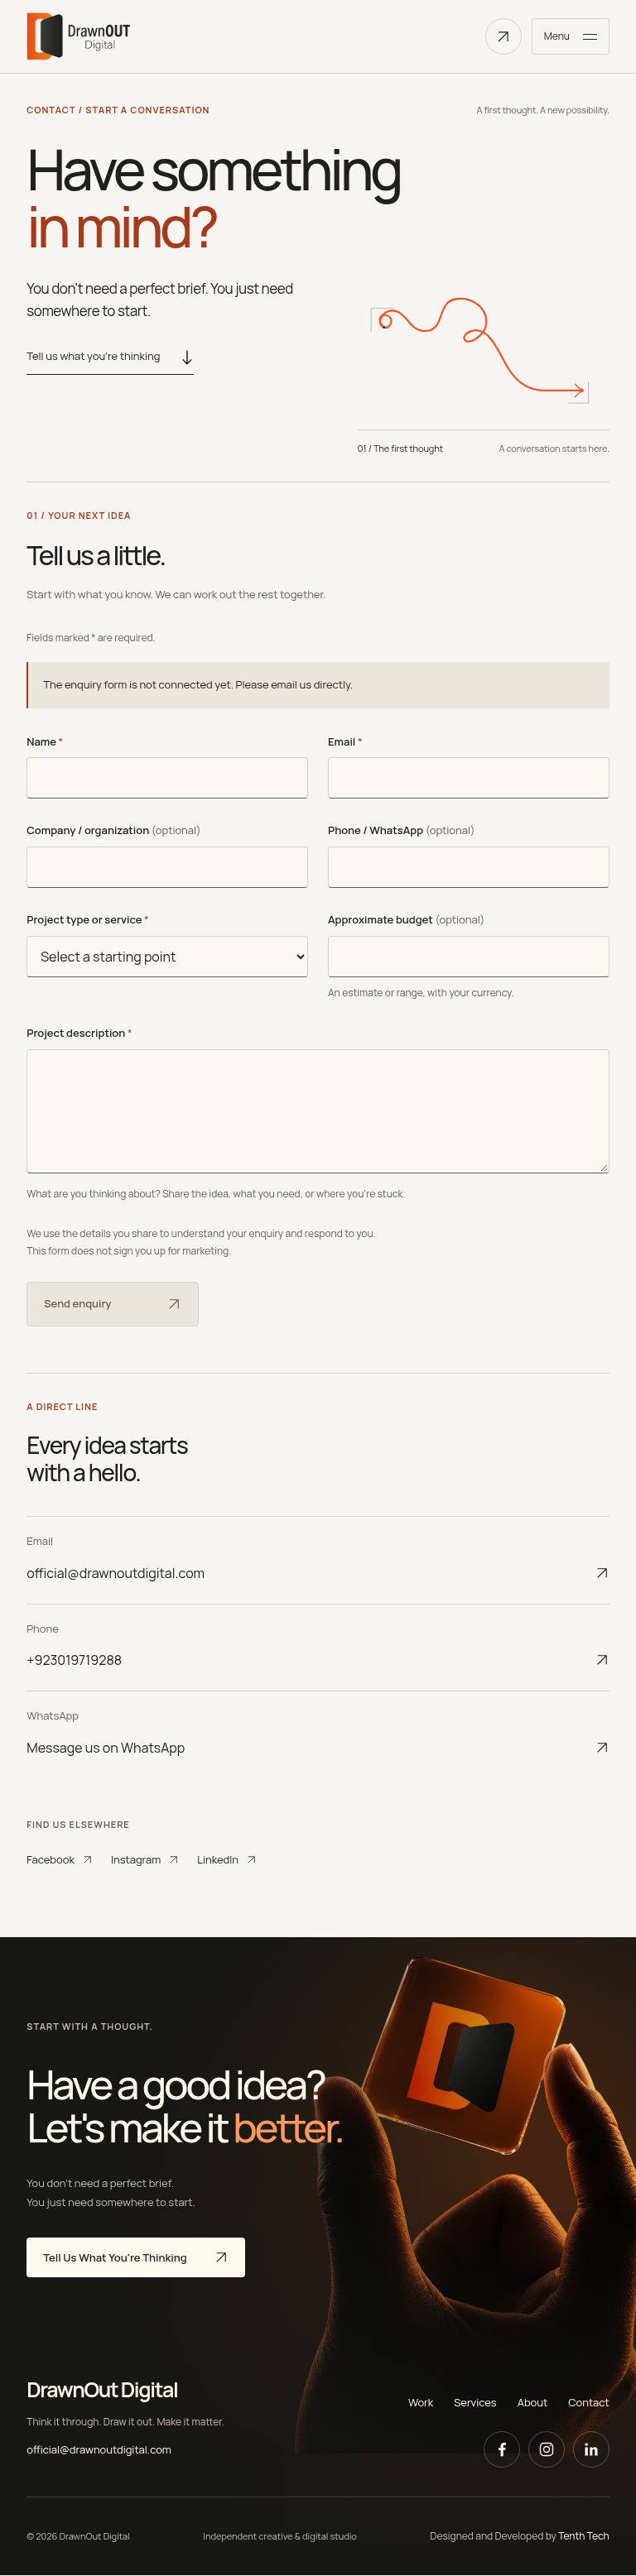 DrawnOUT
Digital
Menu
CONTACT / START A CONVERSATION
A first thought. A new possibility.
Have something
in mind?
You don't need a perfect brief. You just need
somewhere to start.
Tell us what you're thinking
01 / The first thought
A conversation starts here.
01 / YOUR NEXT IDEA
Tell us a little.
Start with what you know. We can work out the rest together.
Fields marked * are required.
The enquiry form is not connected yet. Please email us directly.
Name *
Email *
Company / organization (optional)
Phone / WhatsApp (optional)
Project type or service *
Approximate budget (optional)
Select a starting point
An estimate or range, with your currency.
Project description *
What are you thinking about? Share the idea, what you need, or where you're stuck.
We use the details you share to understand your enquiry and respond to you.
This form does not sign you up for marketing.
Send enquiry
A DIRECT LINE
Every idea starts
with a hello.
Email
official@drawnoutdigital.com
Phone
+923019719288
WhatsApp
Message us on WhatsApp
FIND US ELSEWHERE
Facebook
Instagram
LinkedIn
START WITH A THOUGHT.
Have a good idea?
Let's make it better.
You don't need a perfect brief.
You just need somewhere to start.
Tell Us What You're Thinking
DrawnOut Digital
Think it through. Draw it out. Make it matter.
official@drawnoutdigital.com
Work
Services
About
Contact
© 2026 DrawnOut Digital
Independent creative & digital studio
Designed and Developed by Tenth Tech